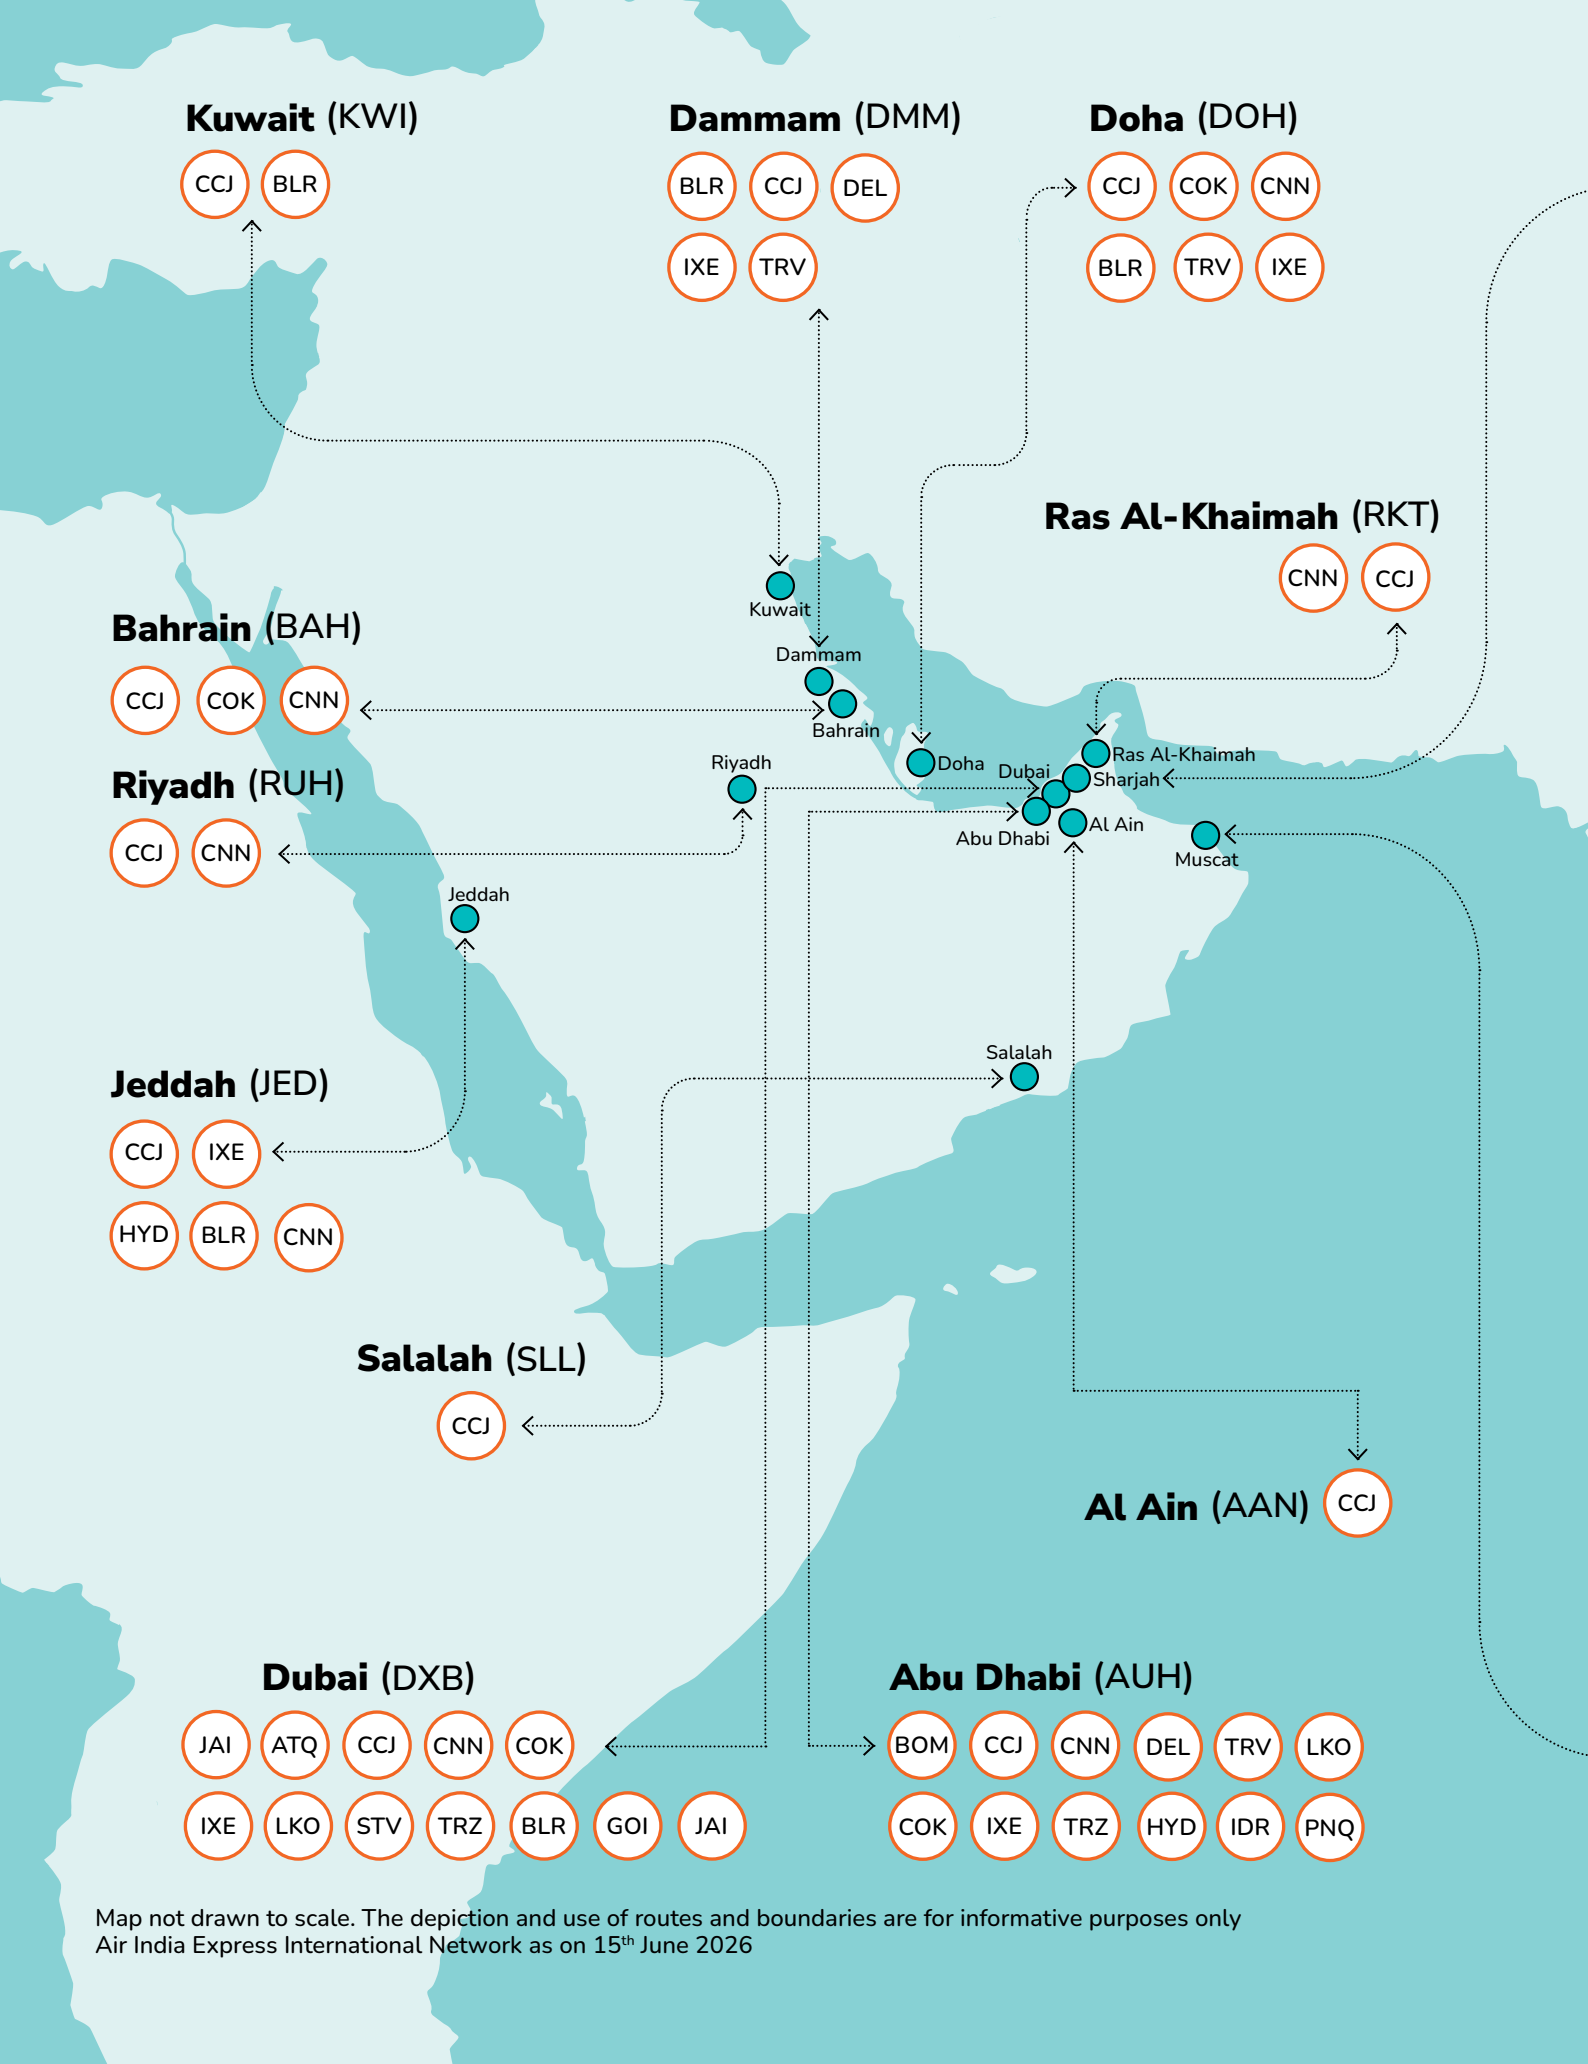 Kuwait (KWI)
CCJ BLR
Dammam (DMM)
BLR CCJ DEL
IXE TRV
Doha (DOH)
CCJ COK CNN
BLR TRV IXE
Ras Al-Khaimah (RKT)
CNN CCJ
Kuwait
Dammam
Bahrain
Bahrain (BAH)
CCJ COK CNN
Riyadh
Doha
Dubai
Ras Al-Khaimah
Sharjah
Abu Dhabi
Al Ain
Muscat
Riyadh (RUH)
CCJ CNN
Jeddah
Salalah
Jeddah (JED)
CCJ IXE
HYD BLR CNN
Salalah (SLL)
CCJ
Al Ain (AAN) CCJ
Dubai (DXB)
JAI ATQ CCJ CNN COK
IXE LKO STV TRZ BLR GOI JAI
Abu Dhabi (AUH)
BOM CCJ CNN DEL TRV LKO
COK IXE TRZ HYD IDR PNQ
Map not drawn to scale. The depiction and use of routes and boundaries are for informative purposes only
Air India Express International Network as on 15th June 2026